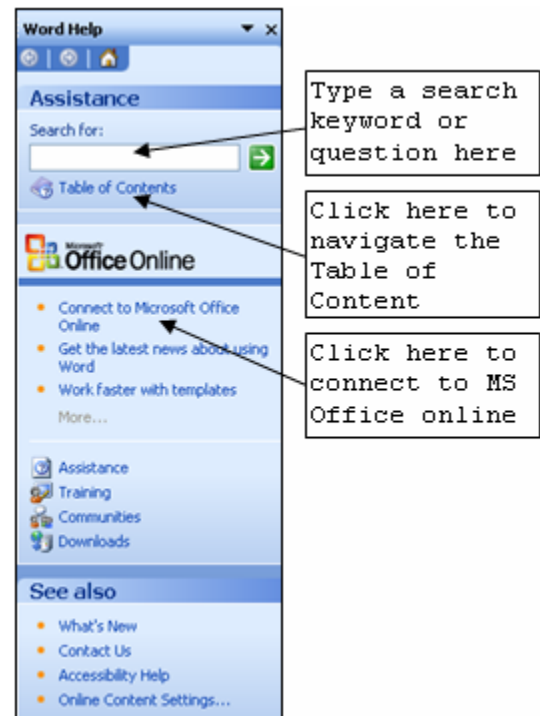 Word Help
Assistance
Search for:
Table of Contents
Microsoft
Office Online
Connect to Microsoft Office
Online
Get the latest news about using
Word
Work faster with templates
More...
Assistance
Training
Communities
Downloads
See also
What's New
Contact Us
Accessibility Help
Online Content Settings...
Type a search
keyword or
question here
Click here to
navigate the
Table of
Content
Click here to
connect to MS
Office online